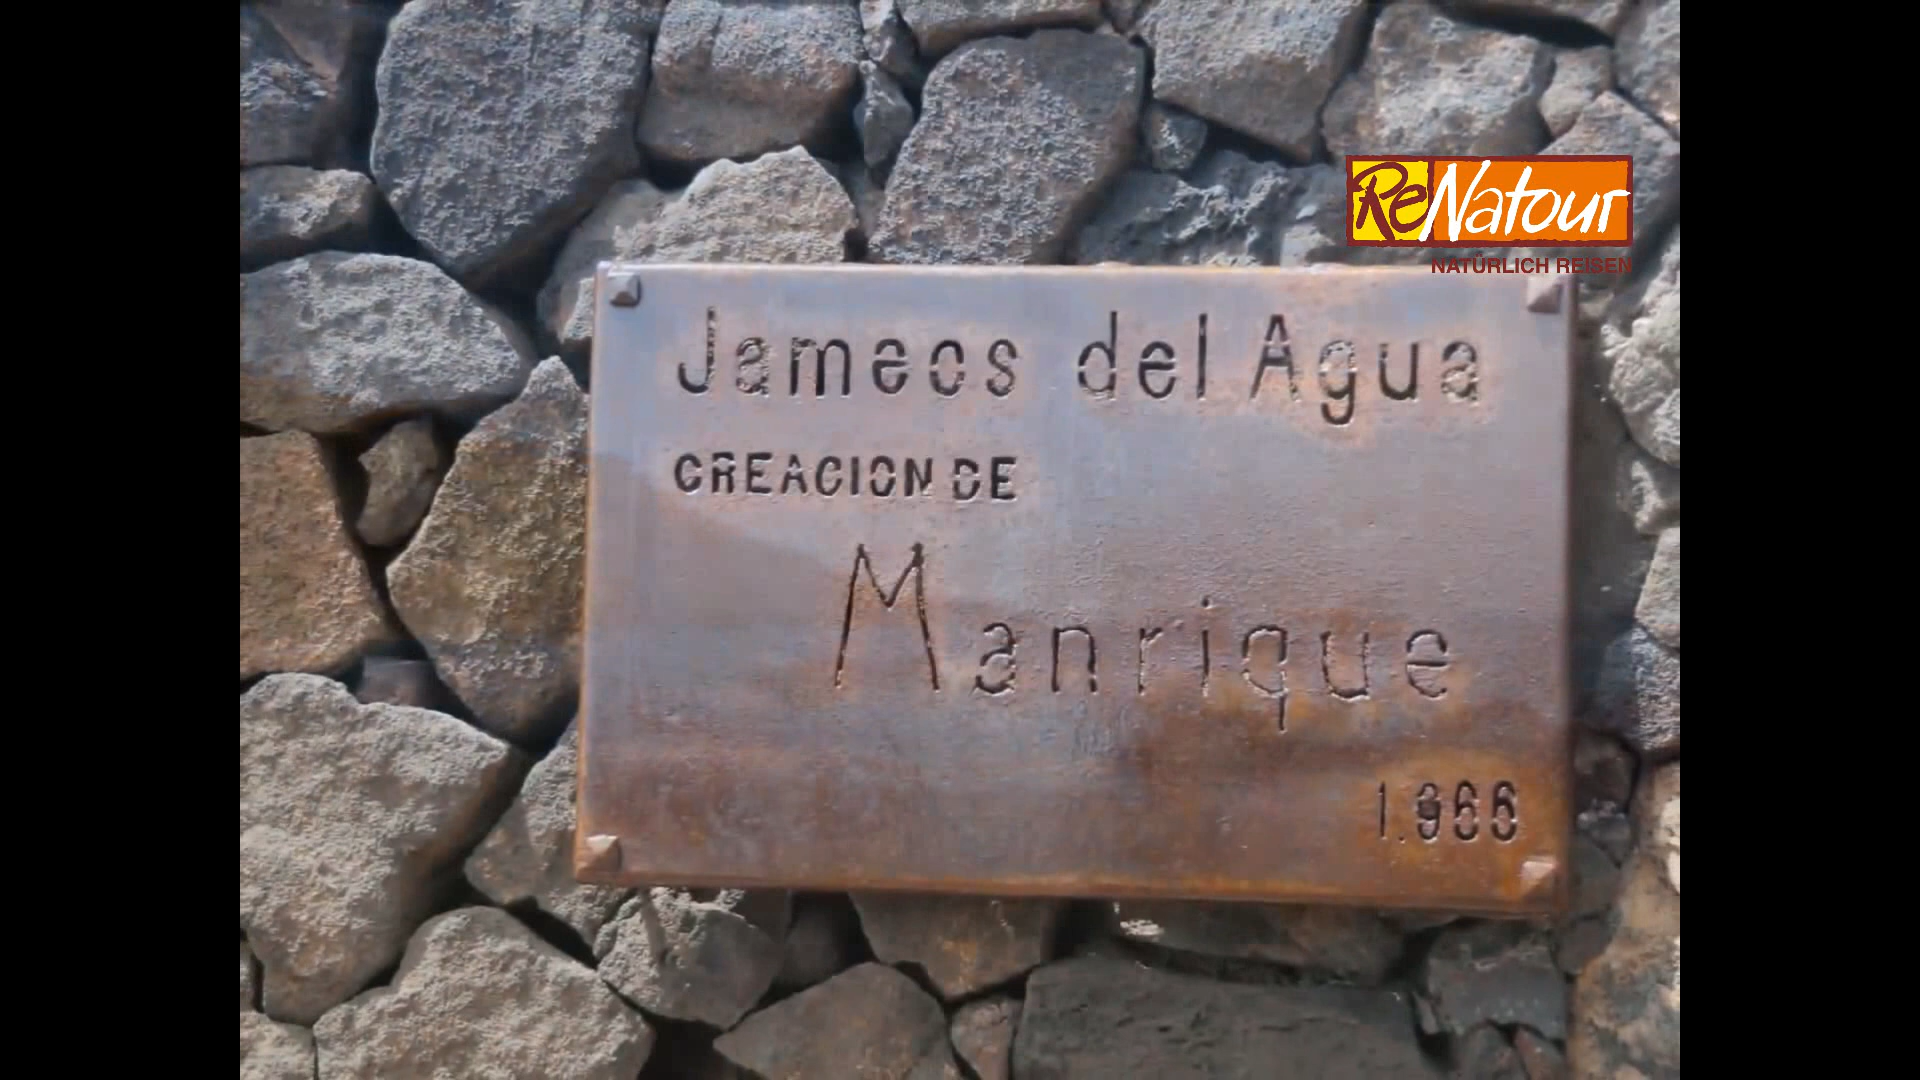 ReNatour
NATÜRLICH REISEN
Jameos del Agua
CREACION DE
Manrique
1.966